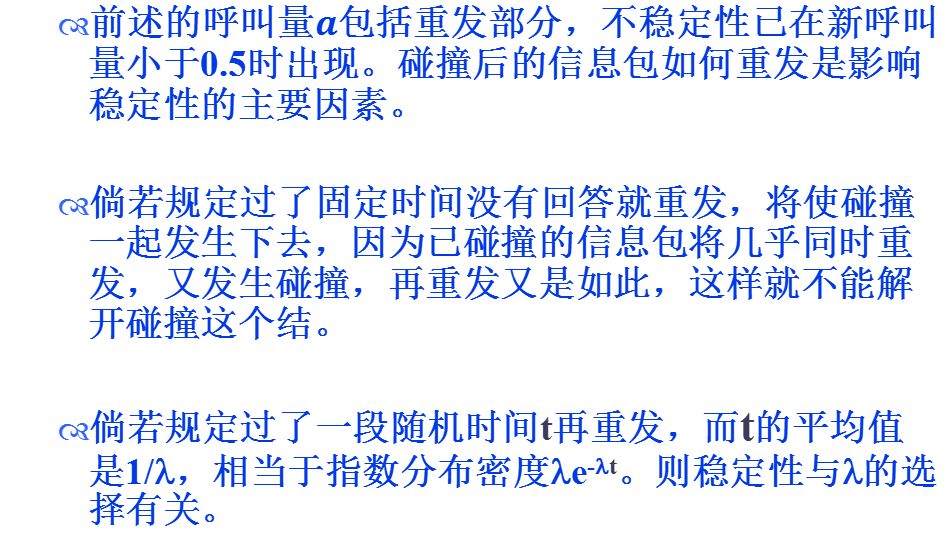 前述的呼叫量a包括重发部分，不稳定性已在新呼叫
量小于0.5时出现。碰撞后的信息包如何重发是影响
稳定性的主要因素。
倘若规定过了固定时间没有回答就重发，将使碰撞
一起发生下去，因为已碰撞的信息包将几乎同时重
发，又发生碰撞，再重发又是如此，这样就不能解
开碰撞这个结。
倘若规定过了一段随机时间t再重发，而t的平均值
是1/λ，相当于指数分布密度λe-λt。则稳定性与λ的选
择有关。